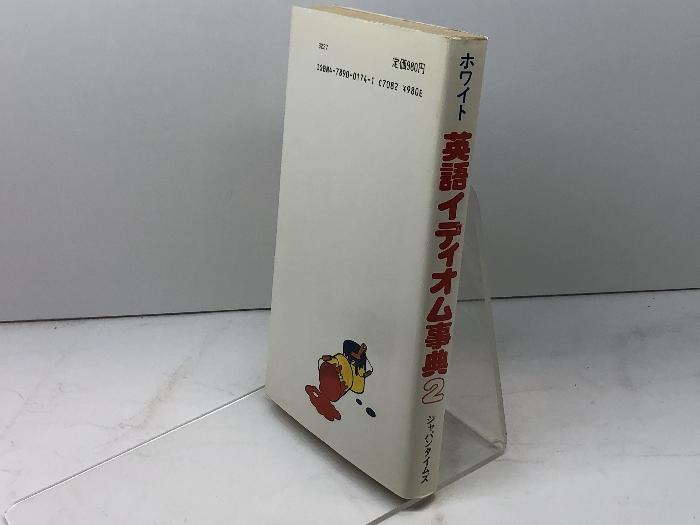 3227
定価980円
ISBN4-7890-0174-1 C7082 ¥980E
ホワイト
英語イディオム事典2
ジャパンタイムズ